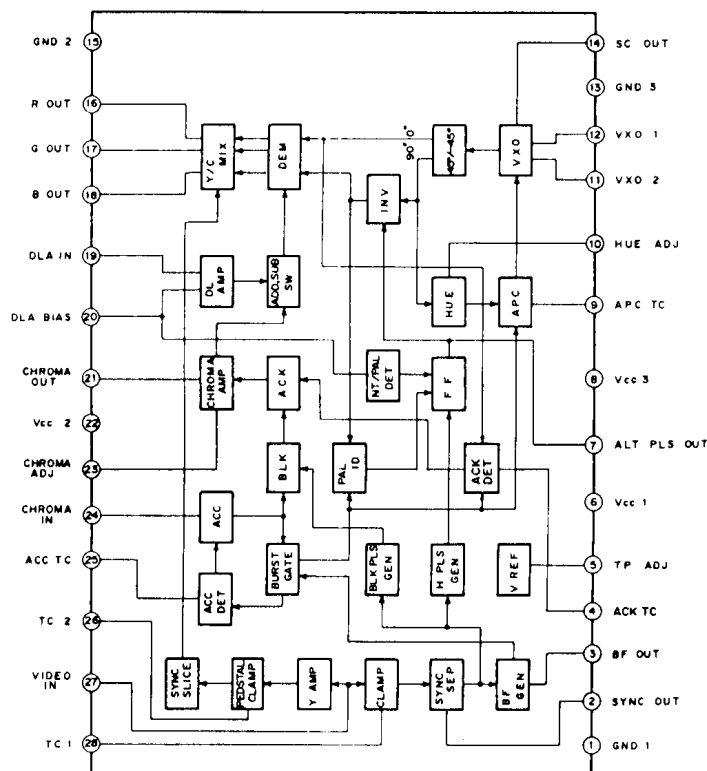 GND 2
15
R OUT
16
G OUT
17
B OUT
18
DLA IN
19
DLA BIAS
20
CHROMA
OUT
21
Vcc 2
22
CHROMA
ADJ
23
CHROMA
IN
24
ACC TC
25
TC 2
26
VIDEO
IN
27
TC 1
28
Y/C
MIX
DEM
90° 0°
45°/-45°
VXO
INV
DL
AMP
ADD,SUB
SW
HUE
APC
CHROMA
AMP
ACK
NT/PAL
DET
F F
BLK
PAL
ID
ACK
DET
ACC
BURST
GATE
BLK PLS
GEN
H PLS
GEN
V REF
ACC
DET
SYNC
SLICE
PEDSTAL
CLAMP
Y AMP
CLAMP
SYNC
SEP
BF
GEN
14
SC OUT
13
GND 3
12
VXO 1
11
VXO 2
10
HUE ADJ
9
APC TC
8
Vcc 3
7
ALT PLS OUT
6
Vcc 1
5
TP ADJ
4
ACK TC
3
BF OUT
2
SYNC OUT
1
GND 1